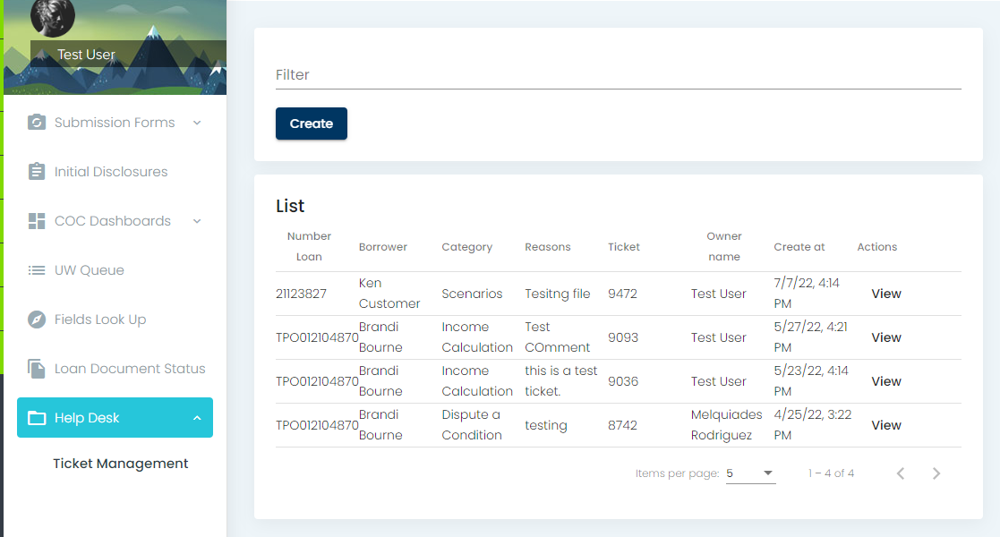 Test User
Submission Forms
Initial Disclosures
COC Dashboards
UW Queue
Fields Look Up
Loan Document Status
Help Desk
Ticket Management
Filter
Create
List
Number Loan Borrower Category Reasons Ticket Owner name Create at Actions
21123827 Ken Customer Scenarios Tesitng file 9472 Test User 7/7/22, 4:14 PM View
TPO012104870 Brandi Bourne Income Calculation Test COmment 9093 Test User 5/27/22, 4:21 PM View
TPO012104870 Brandi Bourne Income Calculation this is a test ticket. 9036 Test User 5/23/22, 4:14 PM View
TPO012104870 Brandi Bourne Dispute a Condition testing 8742 Melquiades Rodriguez 4/25/22, 3:22 PM View
Items per page: 5 1 – 4 of 4